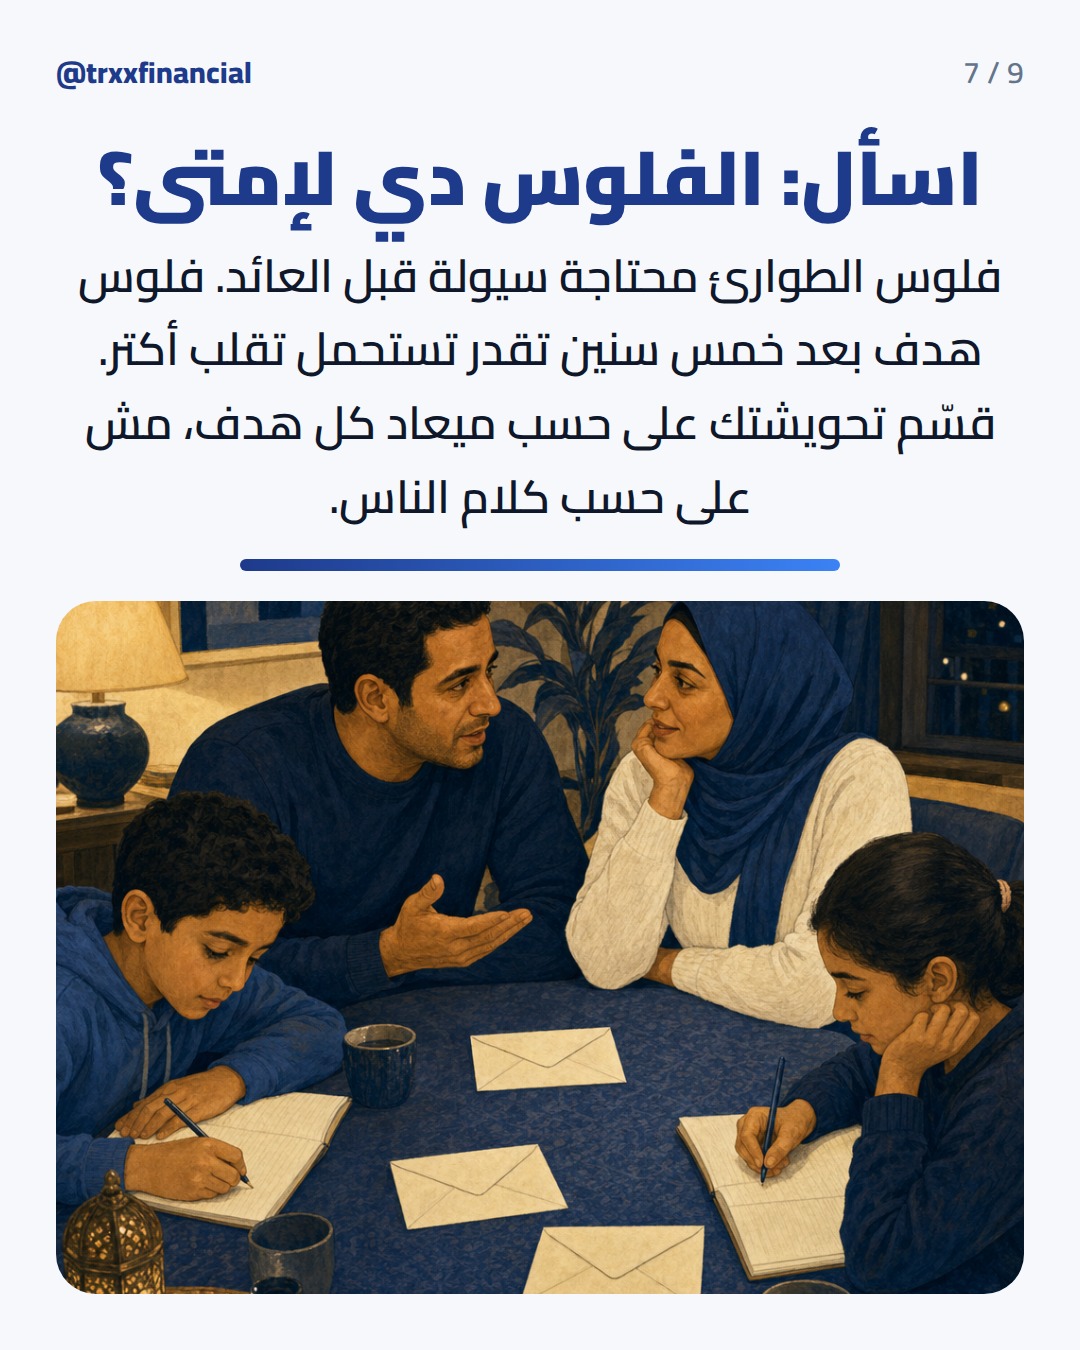 @trxxfinancial
7 / 9
اسأل: الفلوس دي لإمتى؟
فلوس الطوارئ محتاجة سيولة قبل العائد. فلوس
هدف بعد خمس سنين تقدر تستحمل تقلب أكتر.
قسّم تحويشتك على حسب ميعاد كل هدف، مش
على حسب كلام الناس.